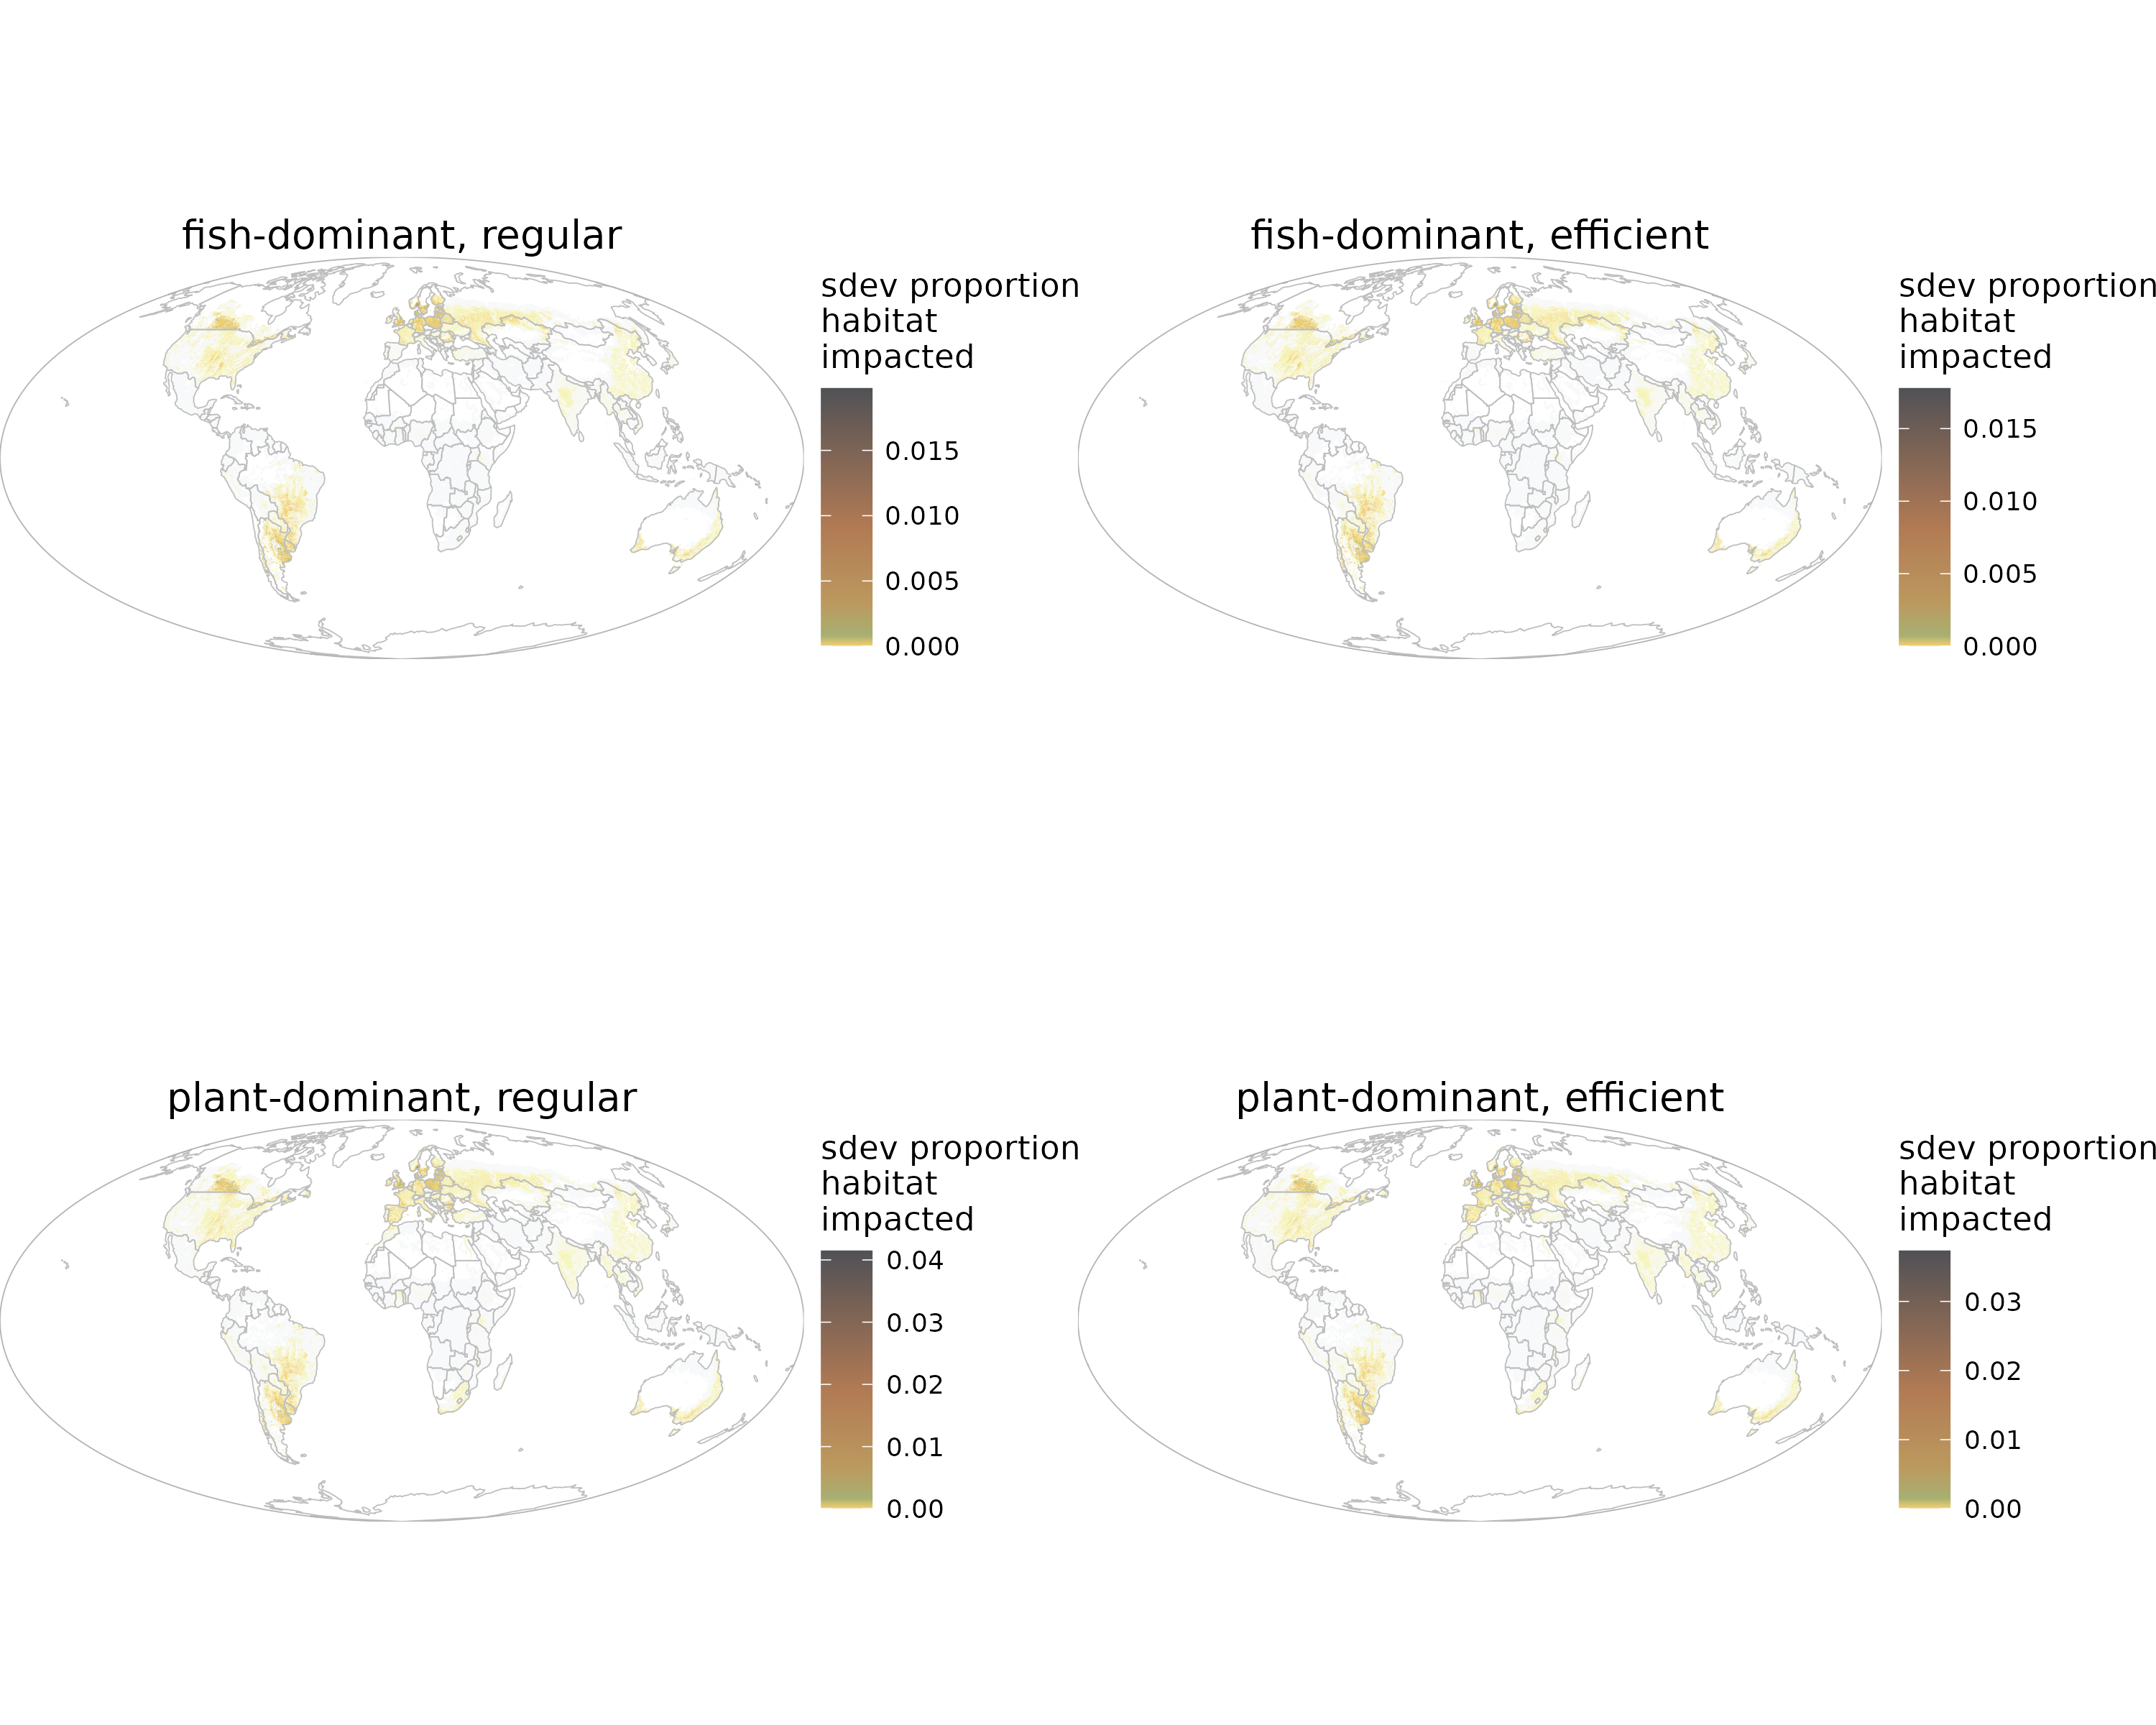 fish-dominant, regular
sdev proportion
habitat
impacted
0.015
0.010
0.005
0.000
fish-dominant, efficient
sdev proportion
habitat
impacted
0.015
0.010
0.005
0.000
plant-dominant, regular
sdev proportion
habitat
impacted
0.04
0.03
0.02
0.01
0.00
plant-dominant, efficient
sdev proportion
habitat
impacted
0.03
0.02
0.01
0.00